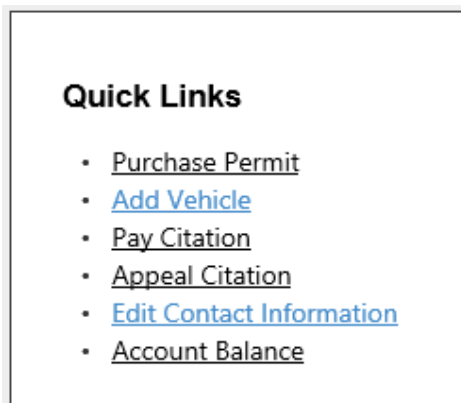 Quick Links
• Purchase Permit
• Add Vehicle
• Pay Citation
• Appeal Citation
• Edit Contact Information
• Account Balance